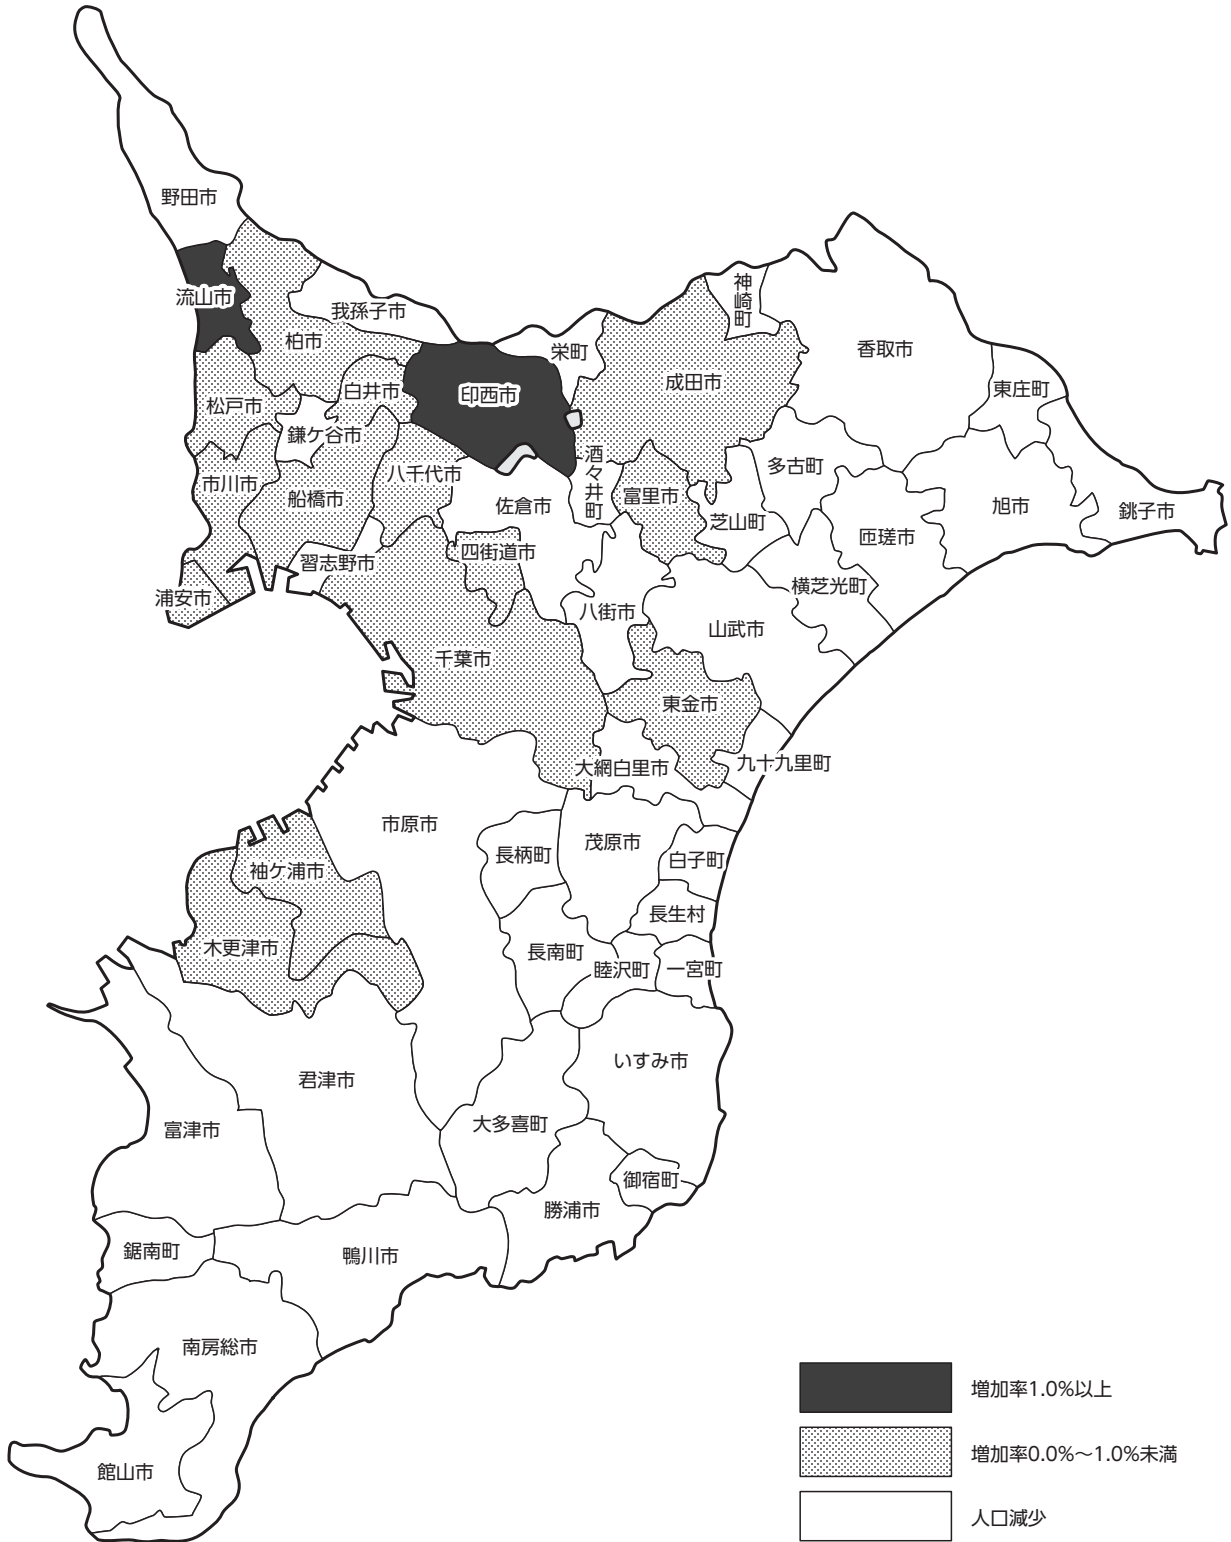 野田市
流山市
我孫子市
柏市
神崎町
栄町
香取市
成田市
東庄町
白井市
印西市
松戸市
鎌ケ谷市
酒々井町
多古町
八千代市
市川市
船橋市
富里市
佐倉市
芝山町
旭市
銚子市
匝瑳市
四街道市
習志野市
横芝光町
浦安市
八街市
山武市
千葉市
東金市
大網白里市
九十九里町
市原市
茂原市
長柄町
白子町
袖ケ浦市
長生村
木更津市
長南町
睦沢町
一宮町
いすみ市
君津市
大多喜町
富津市
御宿町
勝浦市
鋸南町
鴨川市
南房総市
館山市
増加率1.0%以上
増加率0.0%～1.0%未満
人口減少